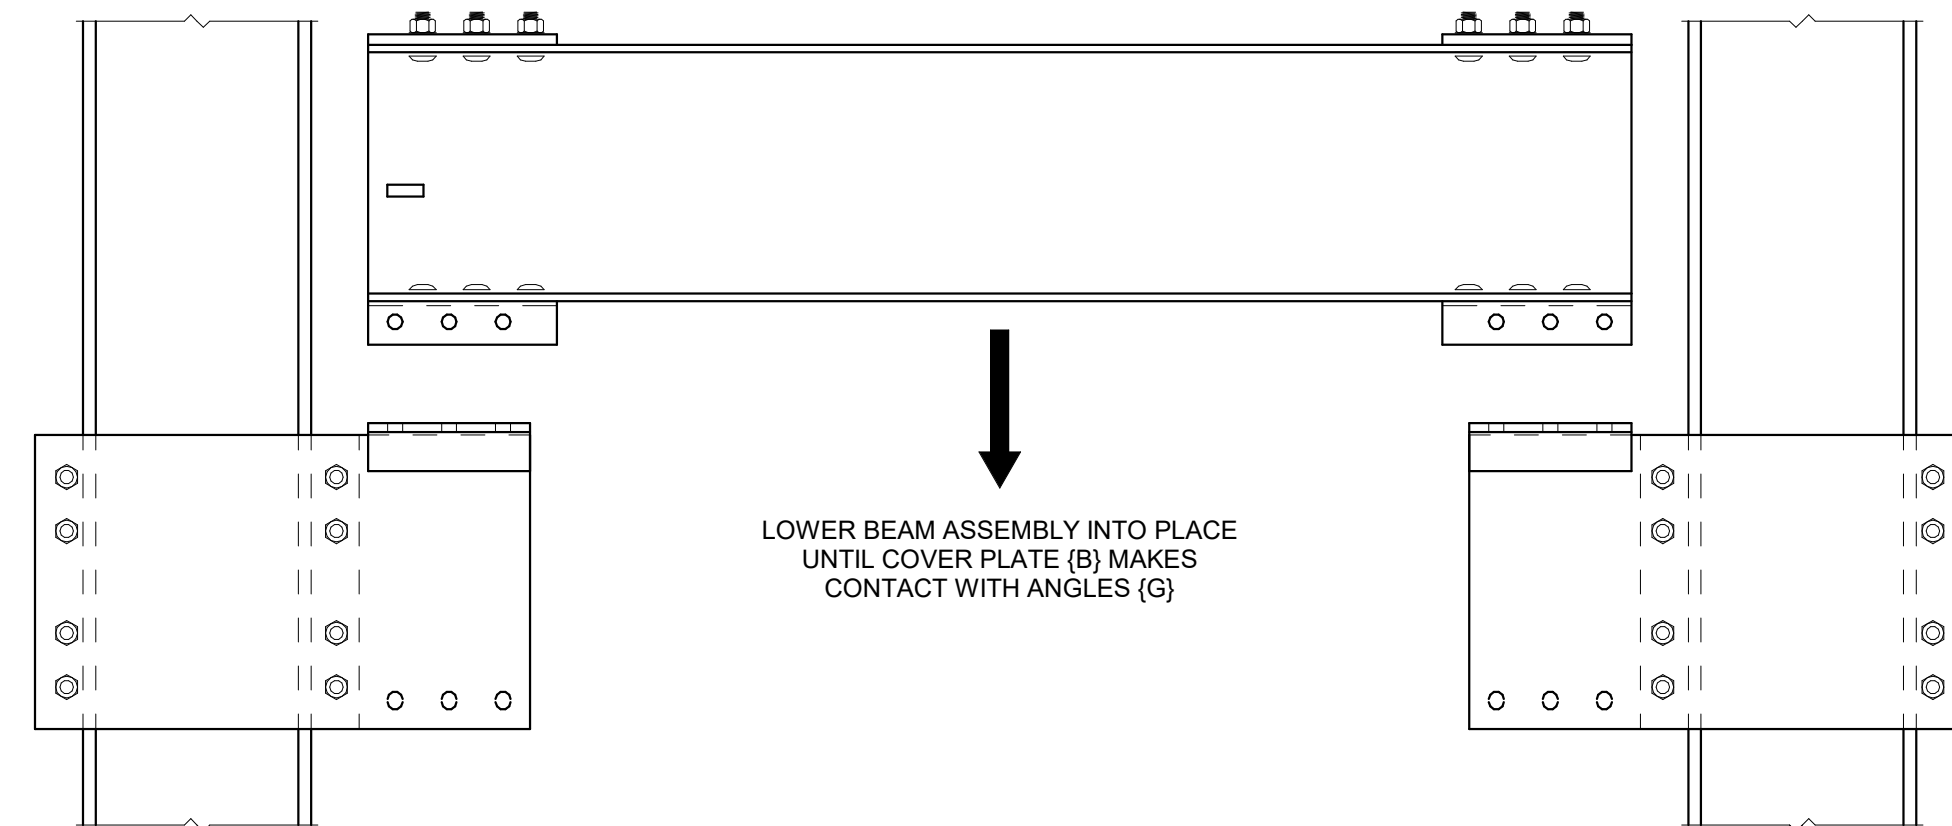 LOWER BEAM ASSEMBLY INTO PLACE
UNTIL COVER PLATE {B} MAKES
CONTACT WITH ANGLES {G}